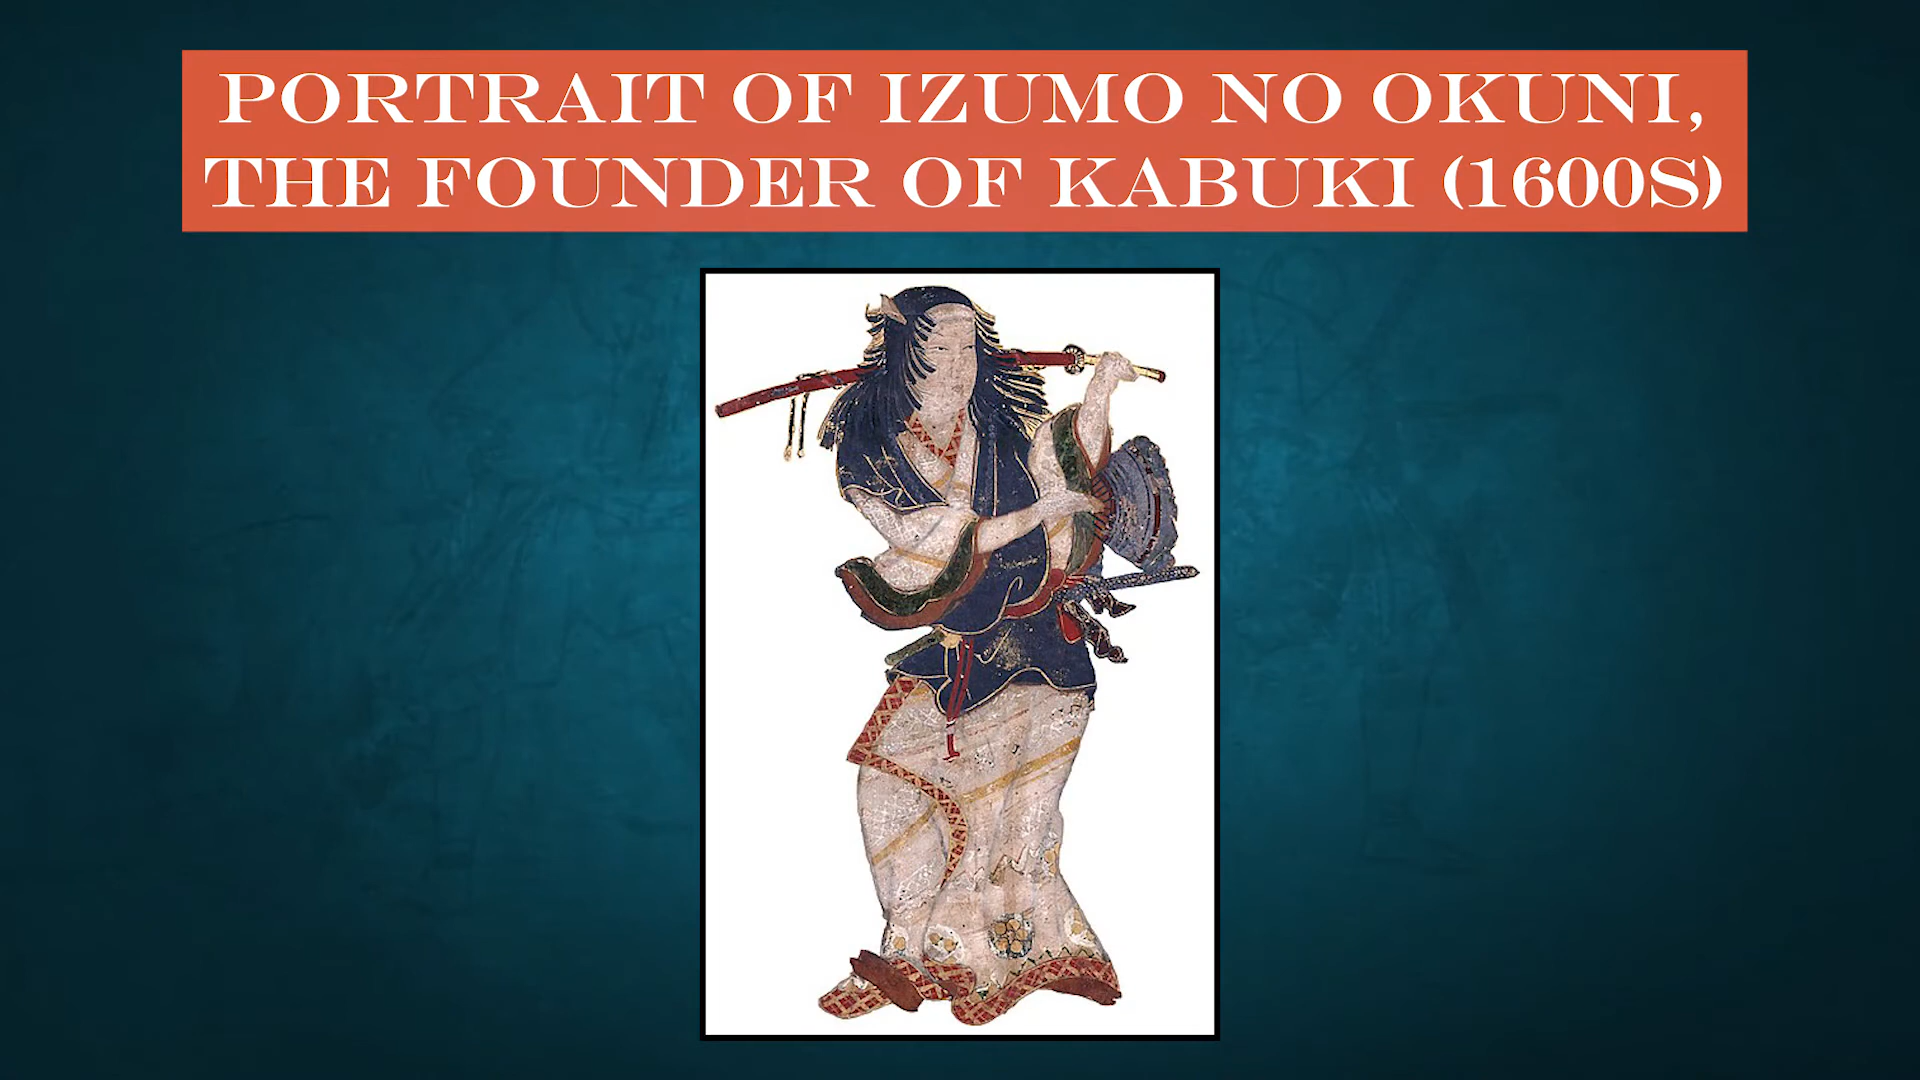 PORTRAIT OF IZUMO NO OKUNI,
THE FOUNDER OF KABUKI (1600S)